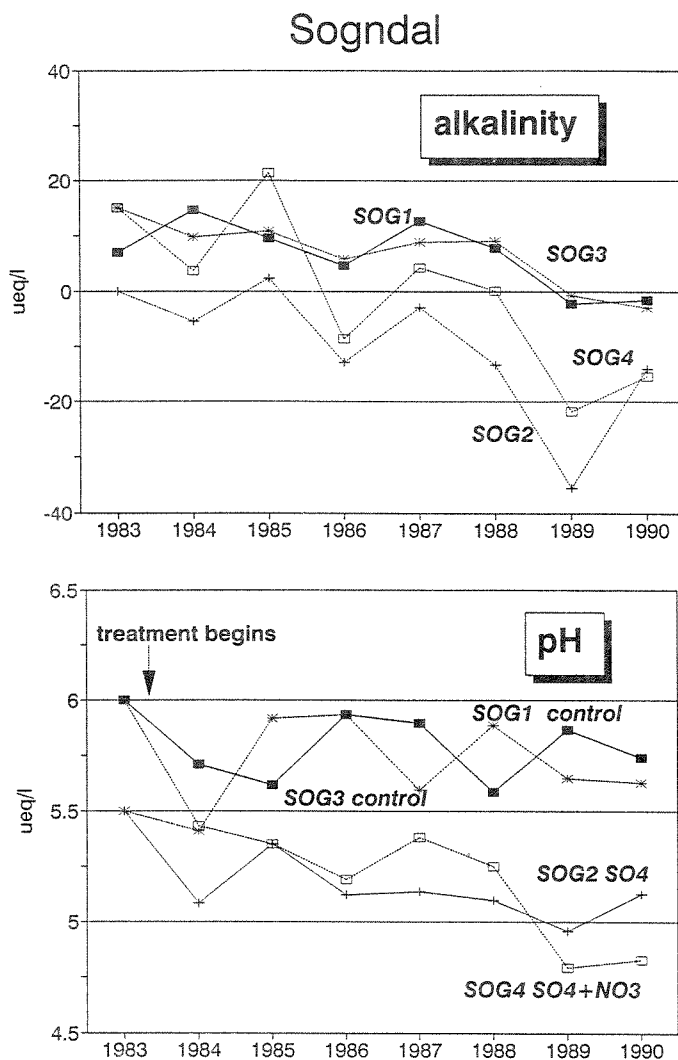 Sogndal
alkalinity
40
20
0
-20
-40
ueq/l
SOG1
SOG3
SOG4
SOG2
1983 1984 1985 1986 1987 1988 1989 1990
pH
6.5
6
5.5
5
4.5
ueq/l
treatment begins
SOG1 control
SOG3 control
SOG2 SO4
SOG4 SO4+NO3
1983 1984 1985 1986 1987 1988 1989 1990